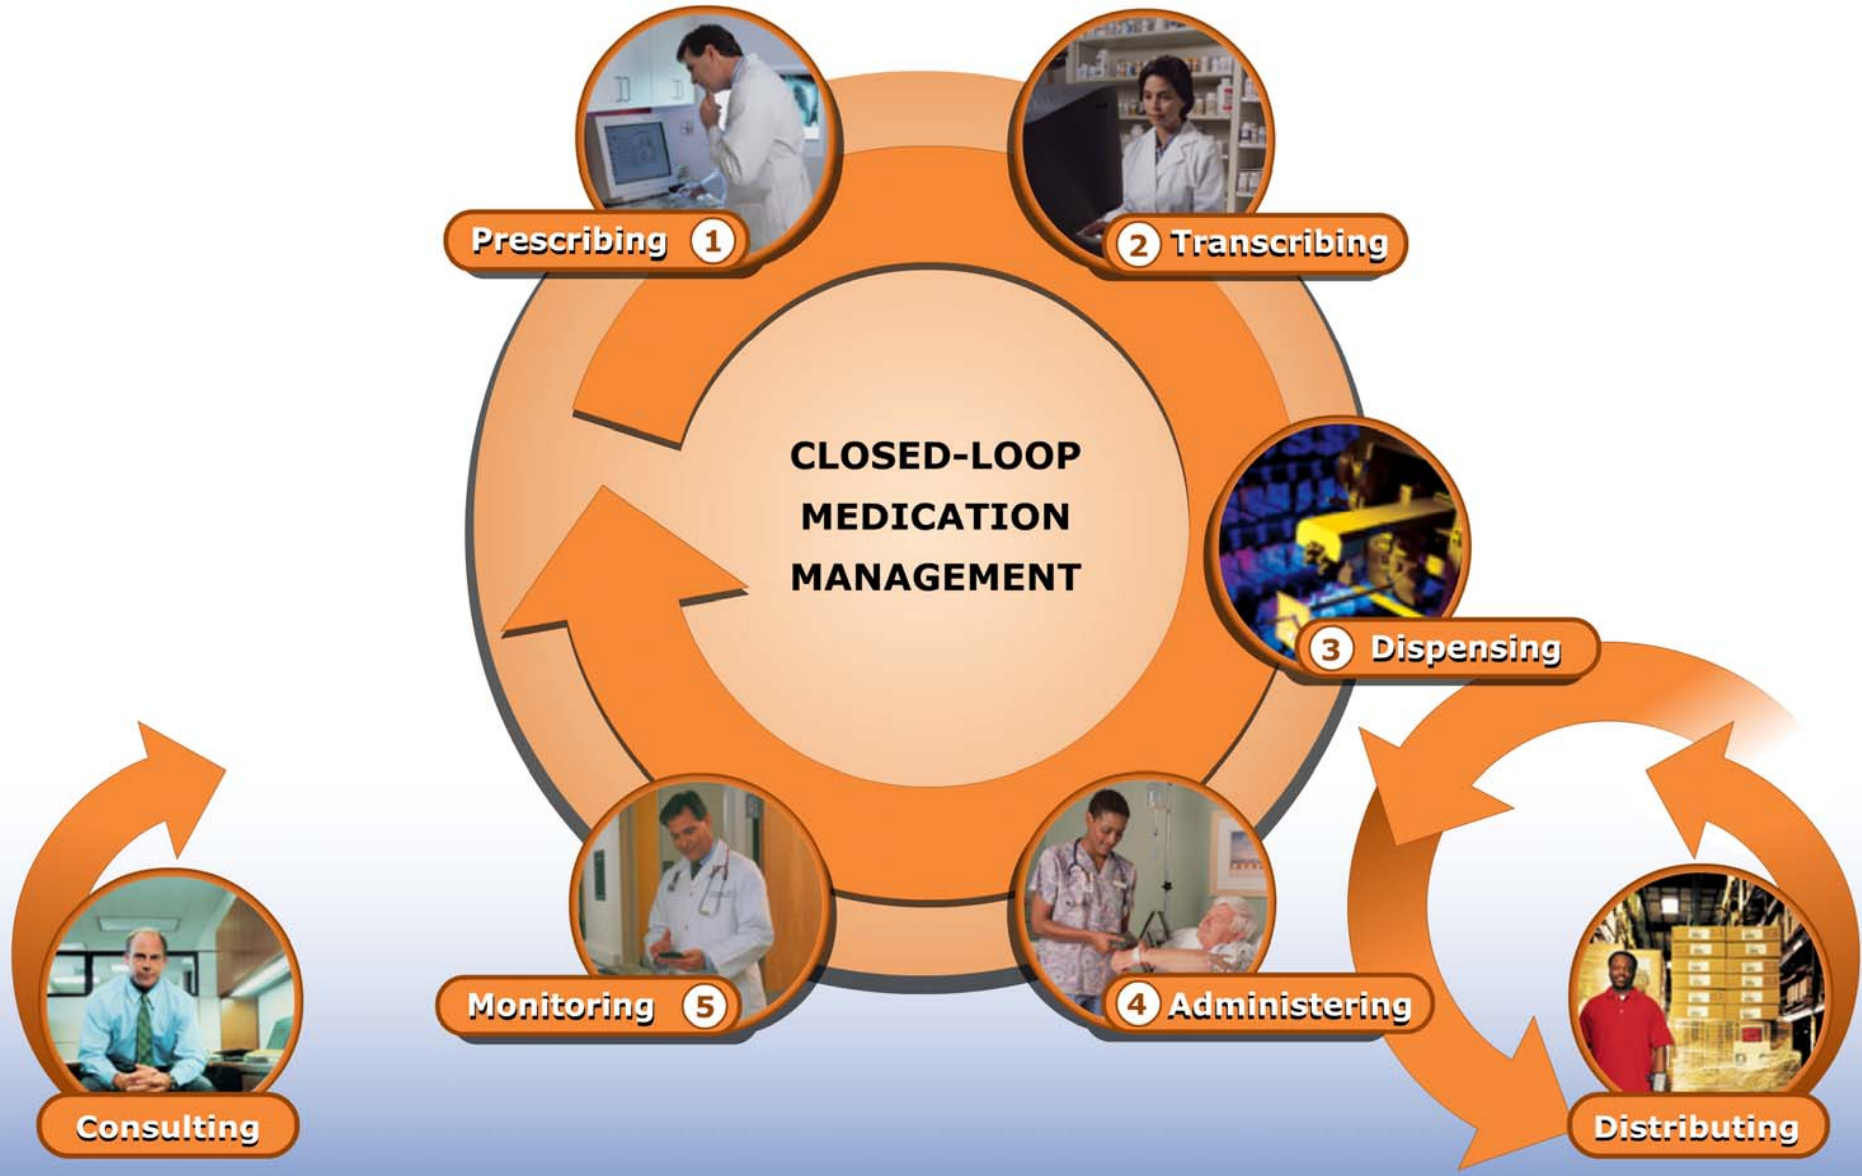 Prescribing 1
2 Transcribing
CLOSED-LOOP
MEDICATION
MANAGEMENT
3 Dispensing
Monitoring 5
4 Administering
Consulting
Distributing